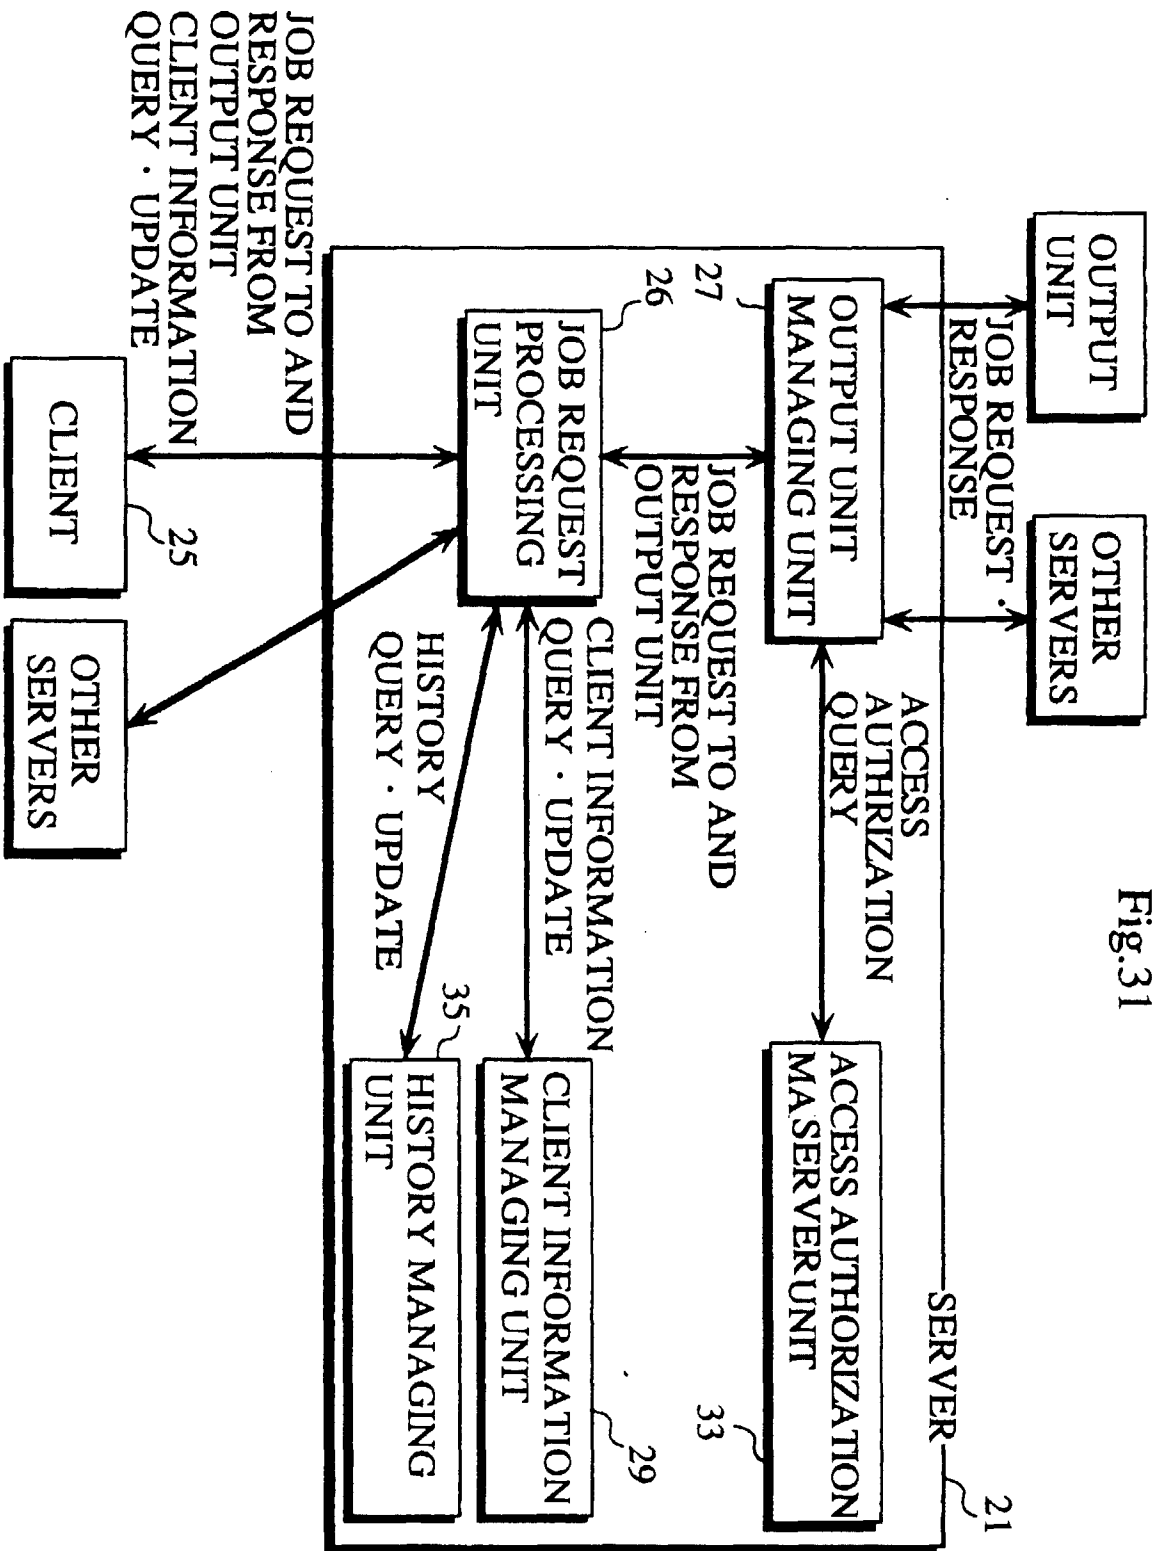 Fig.31
OUTPUT
UNIT
OTHER
SERVERS
JOB REQUEST ·
RESPONSE
SERVER
21
OUTPUT UNIT
MANAGING UNIT
27
ACCESS
AUTHRIZATION
QUERY
ACCESS AUTHORIZATION
MASERVERUNIT
33
JOB REQUEST TO AND
RESPONSE FROM
OUTPUT UNIT
26
JOB REQUEST
PROCESSING
UNIT
CLIENT INFORMATION
QUERY · UPDATE
CLIENT INFORMATION
MANAGING UNIT
29
HISTORY
QUERY · UPDATE
35
HISTORY MANAGING
UNIT
JOB REQUEST TO AND
RESPONSE FROM
OUTPUT UNIT
CLIENT INFORMATION
QUERY · UPDATE
CLIENT
25
OTHER
SERVERS